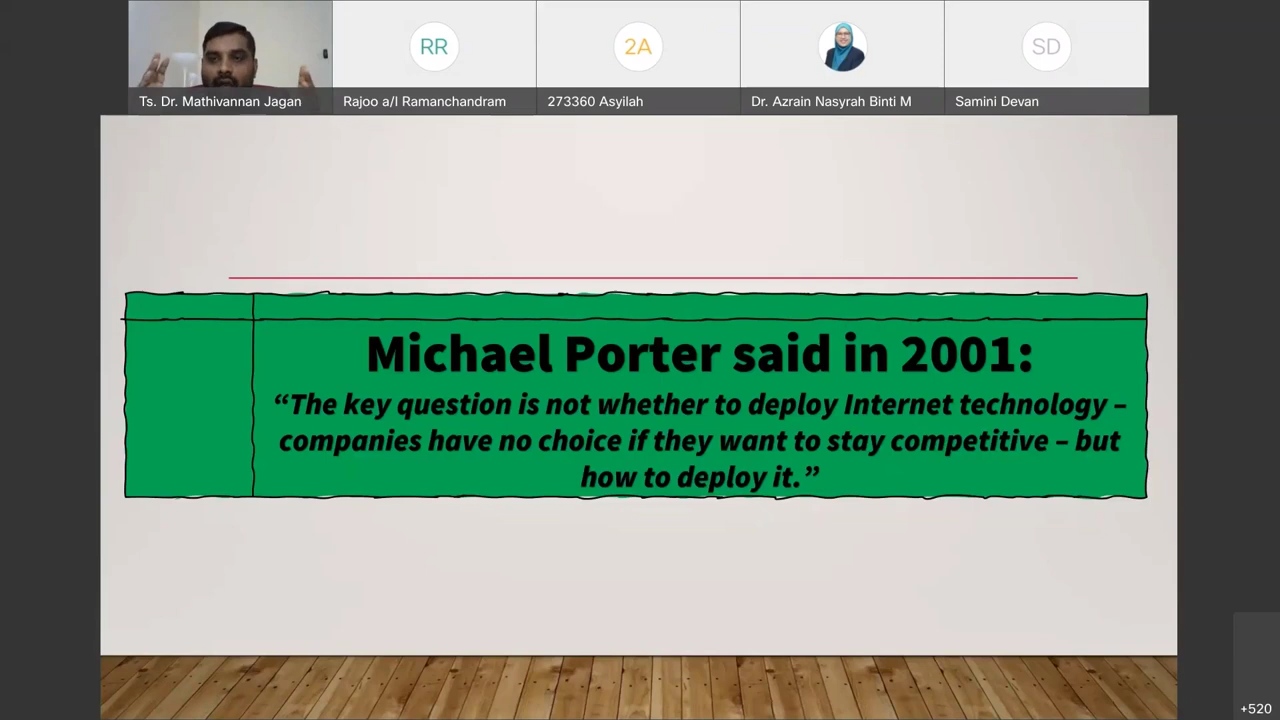 RR
2A
SD
Ts. Dr. Mathivannan Jagan
Rajoo a/l Ramanchandram
273360 Asyilah
Dr. Azrain Nasyrah Binti M
Samini Devan
Michael Porter said in 2001:
“The key question is not whether to deploy Internet technology –
companies have no choice if they want to stay competitive – but
how to deploy it.”
+520